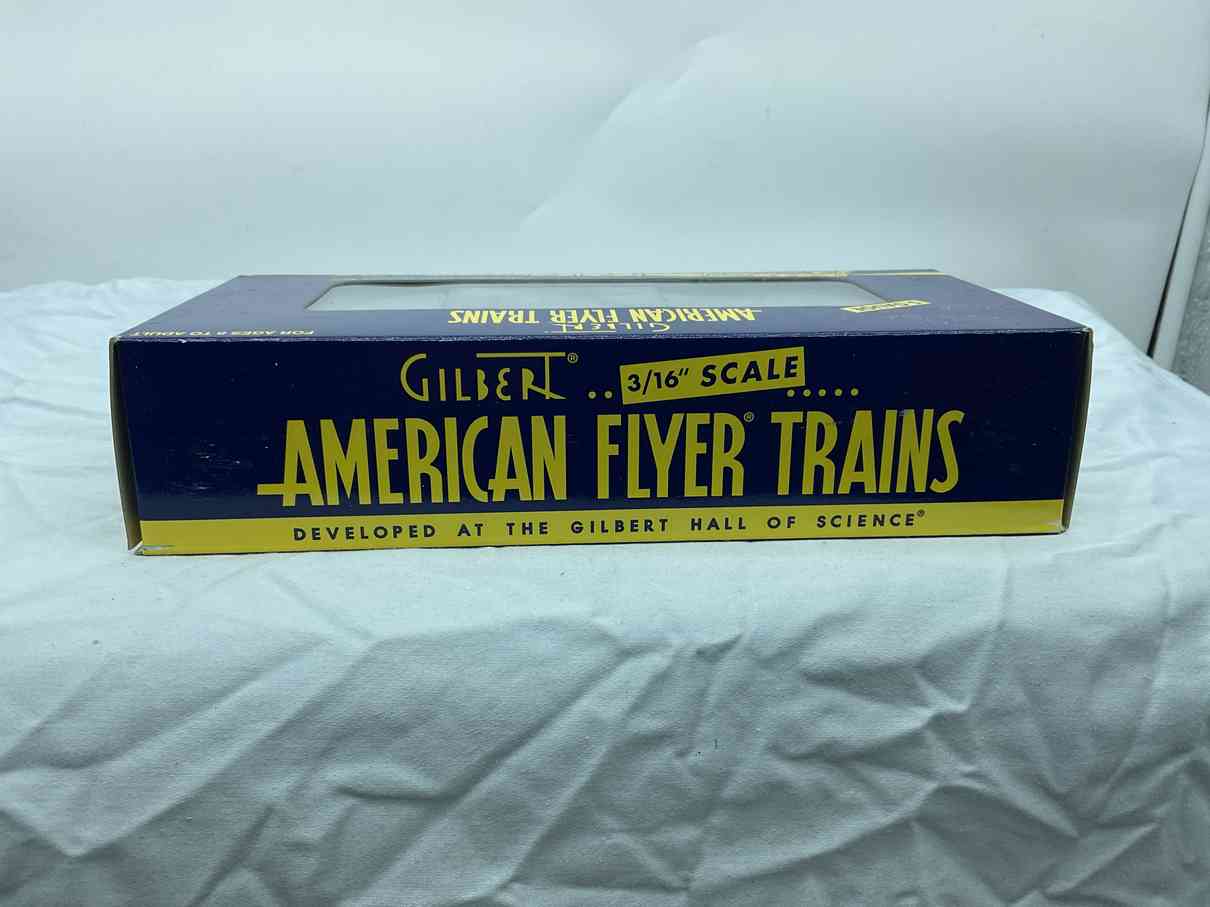 FOR AGES 8 TO ADULT
GILBERT
AMERICAN FLYER TRAINS
GILBERT® .. 3/16" SCALE .....
AMERICAN FLYER® TRAINS
DEVELOPED AT THE GILBERT HALL OF SCIENCE®